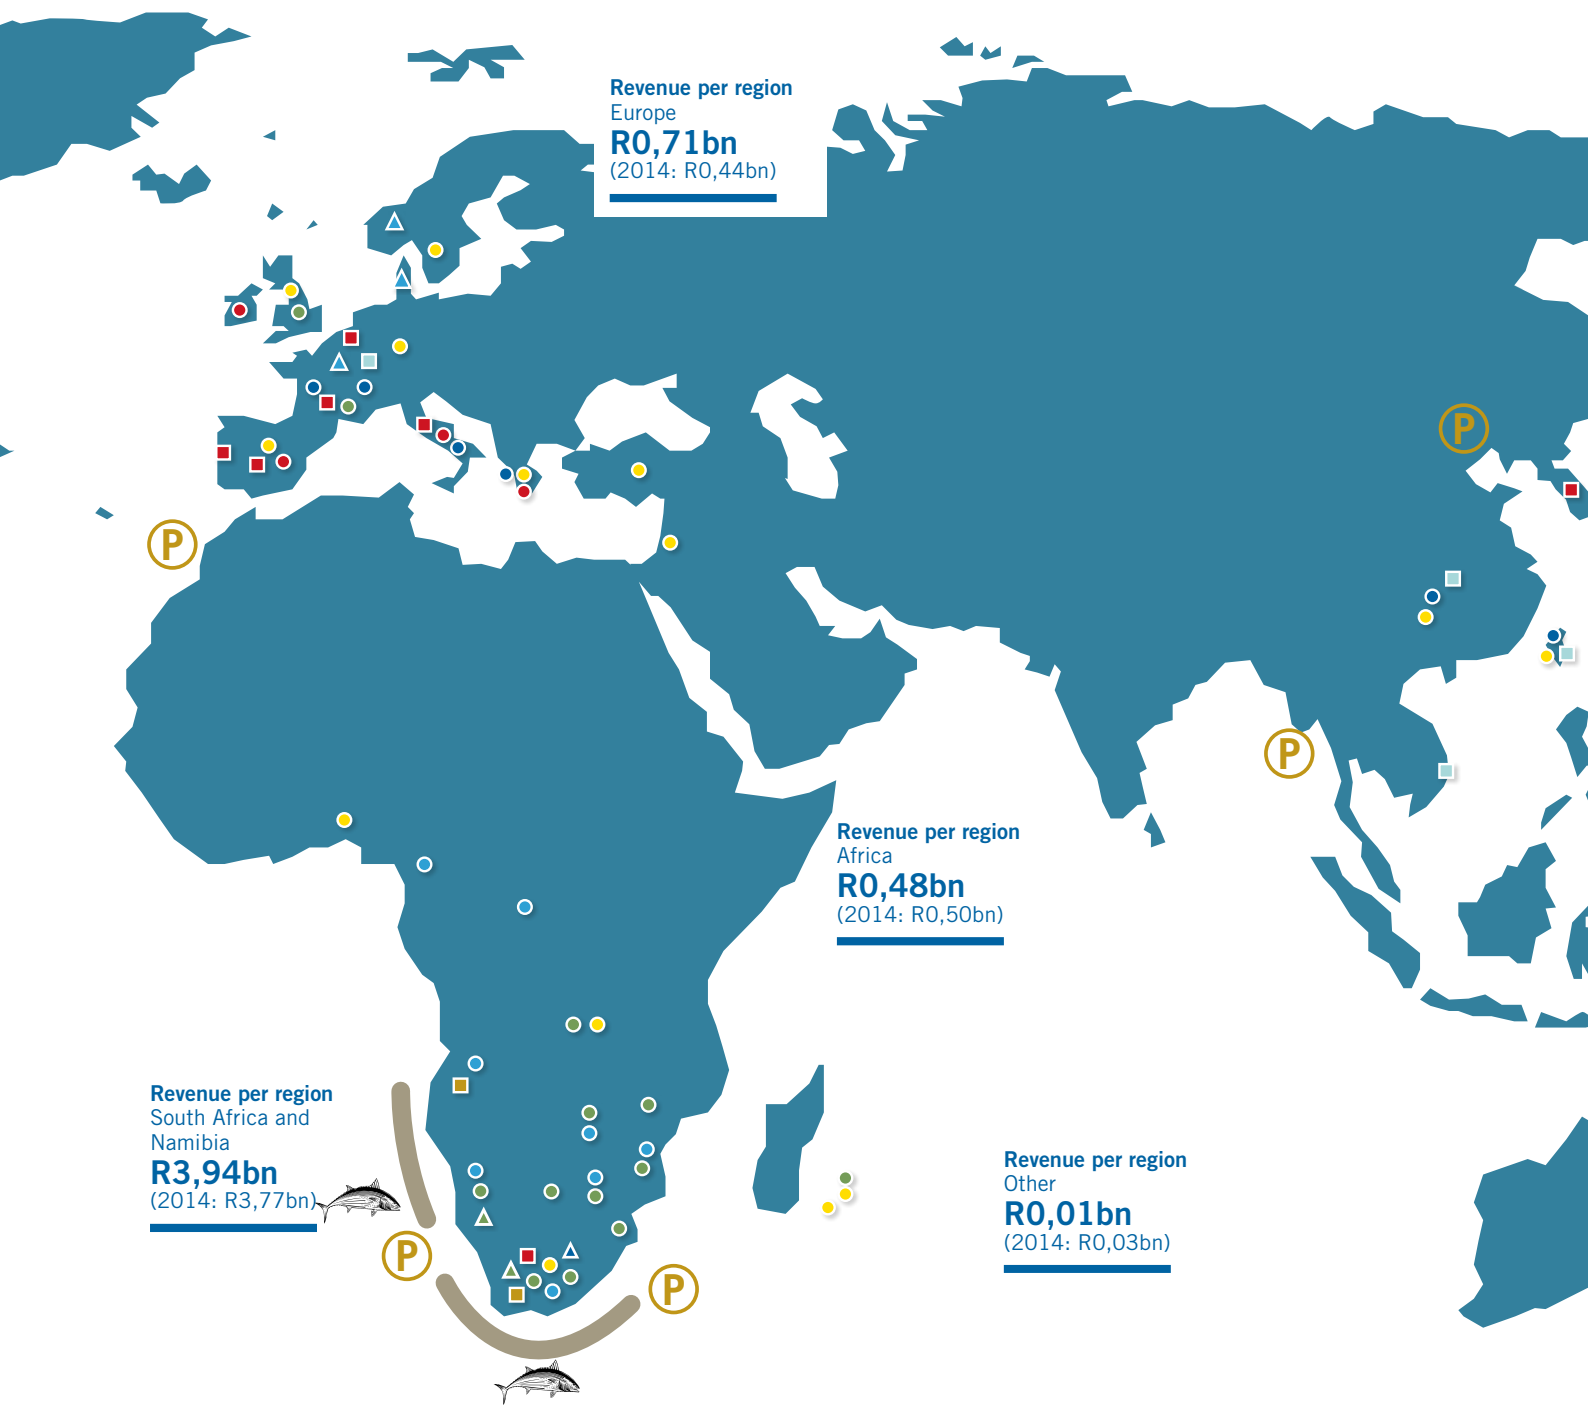 Revenue per region
Europe
R0,71bn
(2014: R0,44bn)
P
P
P
Revenue per region
Africa
R0,48bn
(2014: R0,50bn)
Revenue per region
South Africa and
Namibia
R3,94bn
(2014: R3,77bn)
Revenue per region
Other
R0,01bn
(2014: R0,03bn)
P
P